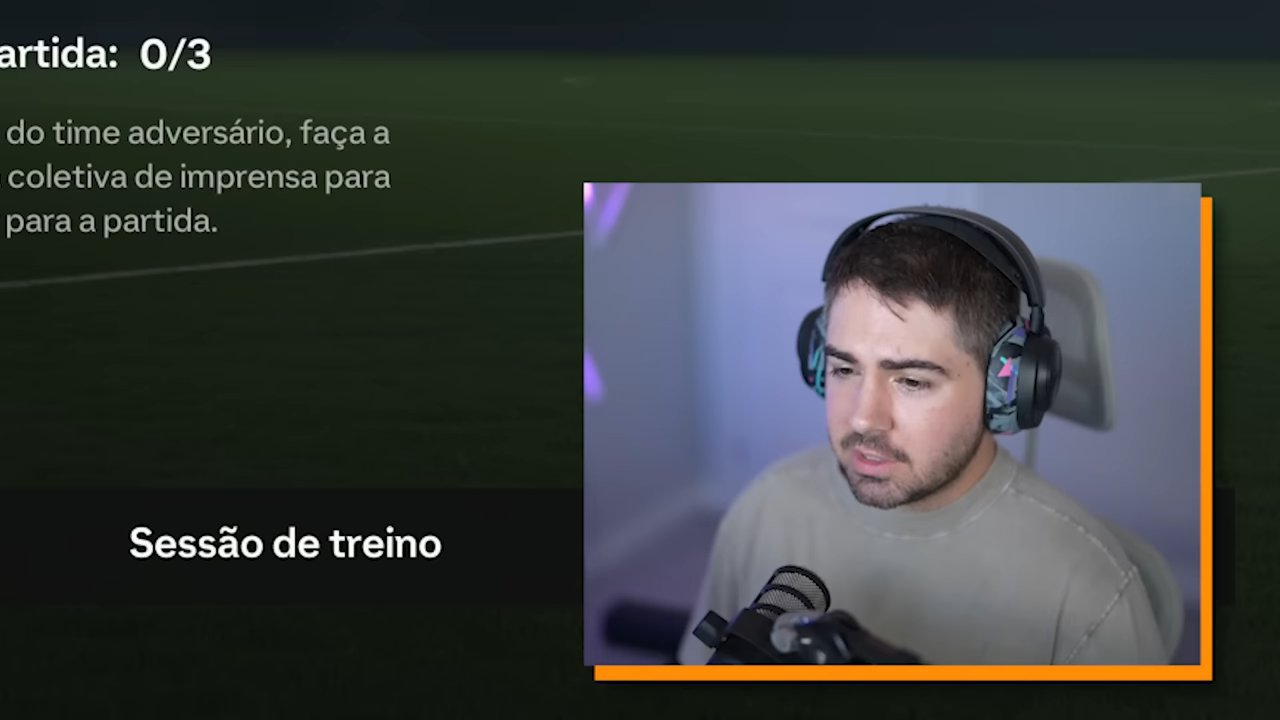 artida: 0/3
do time adversário, faça a
coletiva de imprensa para
para a partida.
Sessão de treino